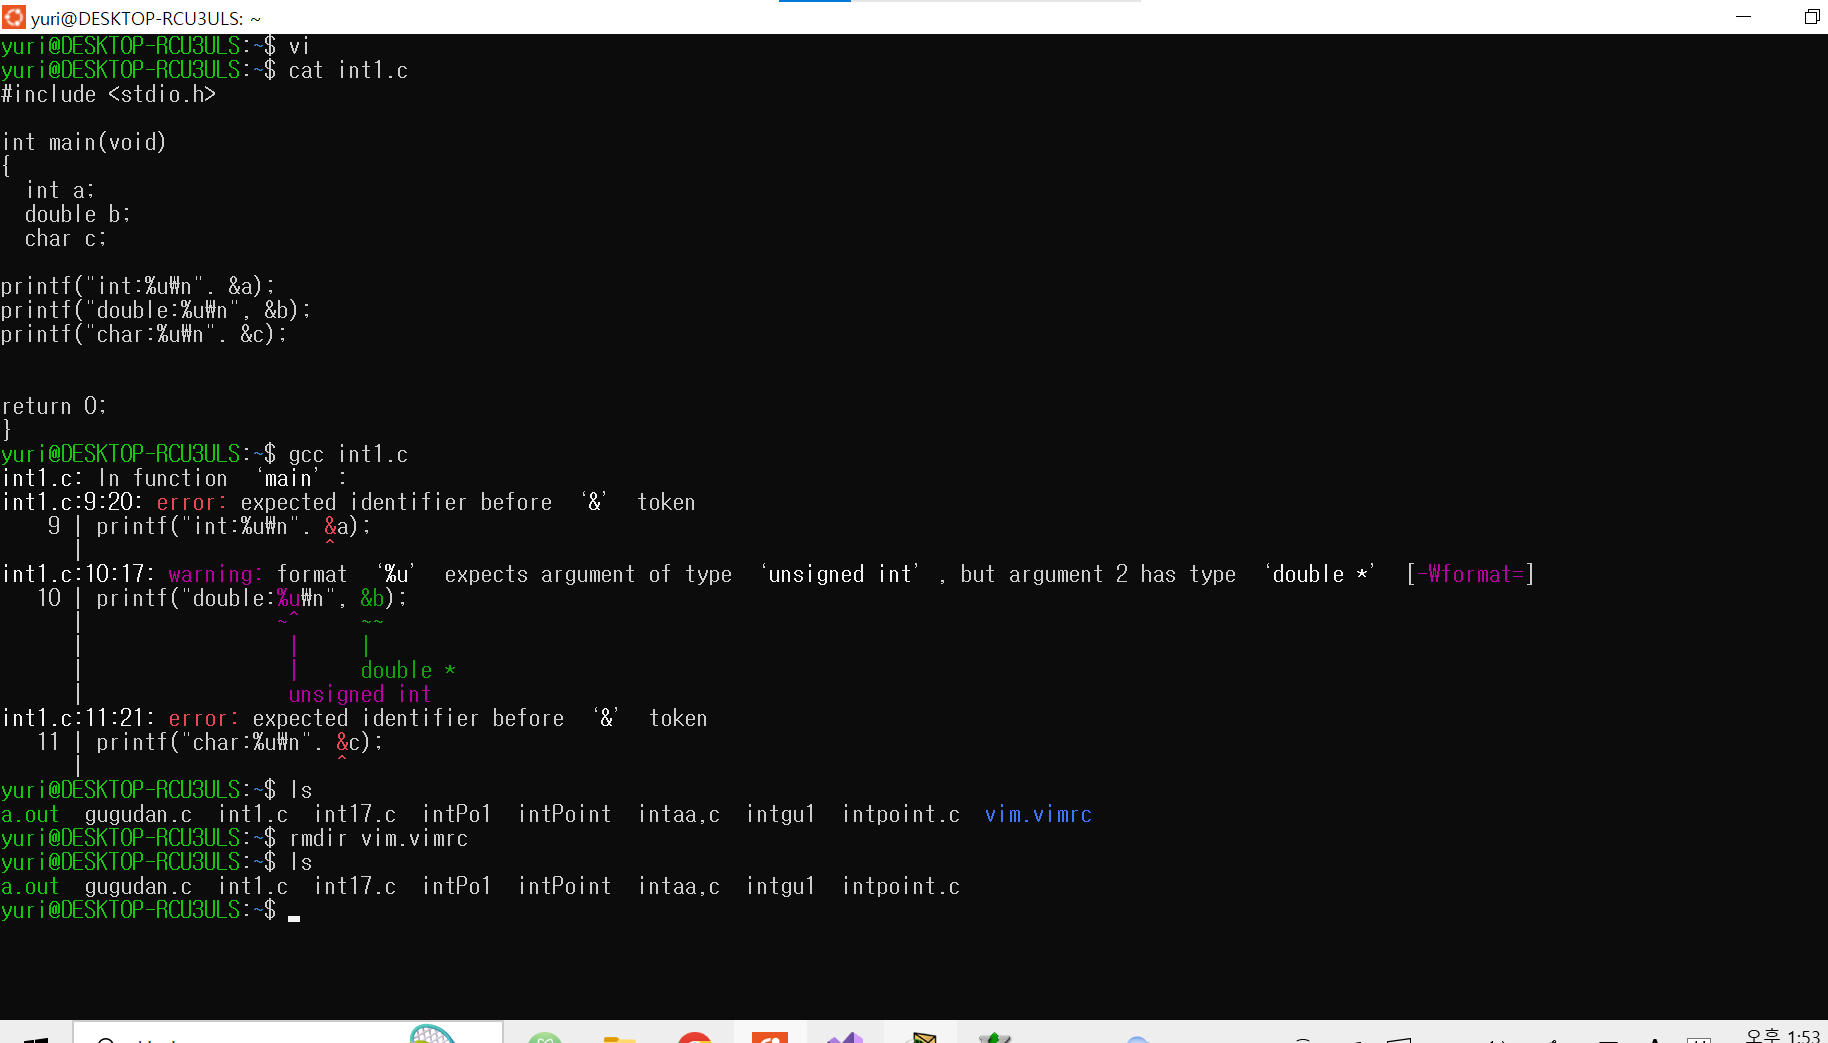 yuri@DESKTOP-RCU3ULS: ~
yuri@DESKTOP-RCU3ULS:~$ vi
yuri@DESKTOP-RCU3ULS:~$ cat int1.c
#include <stdio.h>
int main(void)
{
  int a;
  double b;
  char c;
printf("int:%u₩n". &a);
printf("double:%u₩n", &b);
printf("char:%u₩n". &c);
return 0;
}
yuri@DESKTOP-RCU3ULS:~$ gcc int1.c
int1.c: In function ‘main’ :
int1.c:9:20: error: expected identifier before ‘&’ token
    9 | printf("int:%u₩n". &a);
      |                    ^
int1.c:10:17: warning: format ‘%u’ expects argument of type ‘unsigned int’ , but argument 2 has type ‘double *’ [-Wformat=]
   10 | printf("double:%u₩n", &b);
      |                ~^     ~~
      |                 |     |
      |                 |     double *
      |                 unsigned int
int1.c:11:21: error: expected identifier before ‘&’ token
   11 | printf("char:%u₩n". &c);
      |                     ^
yuri@DESKTOP-RCU3ULS:~$ ls
a.out  gugudan.c  int1.c  int17.c  intPo1  intPoint  intaa,c  intgu1  intpoint.c  vim.vimrc
yuri@DESKTOP-RCU3ULS:~$ rmdir vim.vimrc
yuri@DESKTOP-RCU3ULS:~$ ls
a.out  gugudan.c  int1.c  int17.c  intPo1  intPoint  intaa,c  intgu1  intpoint.c
yuri@DESKTOP-RCU3ULS:~$
오후 1:53